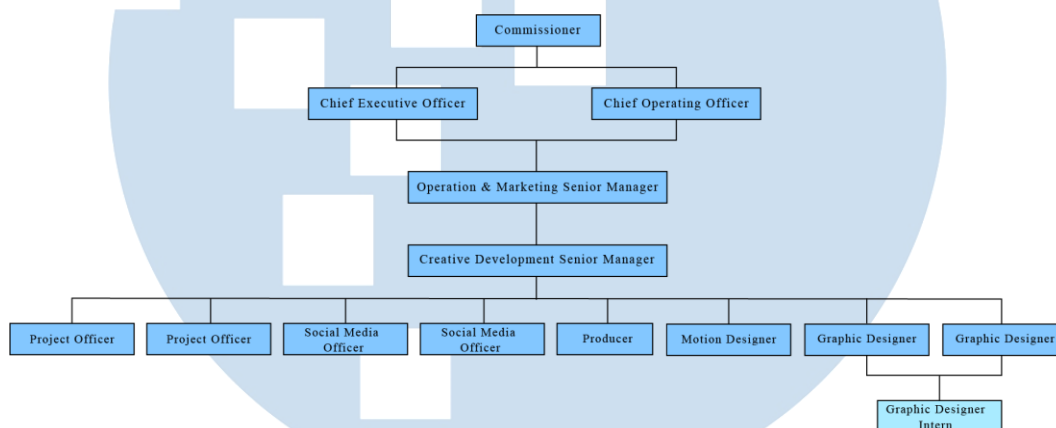 Commissioner
Chief Executive Officer
Chief Operating Officer
Operation & Marketing Senior Manager
Creative Development Senior Manager
Project Officer
Project Officer
Social Media
Officer
Social Media
Officer
Producer
Motion Designer
Graphic Designer
Graphic Designer
Graphic Designer
Intern